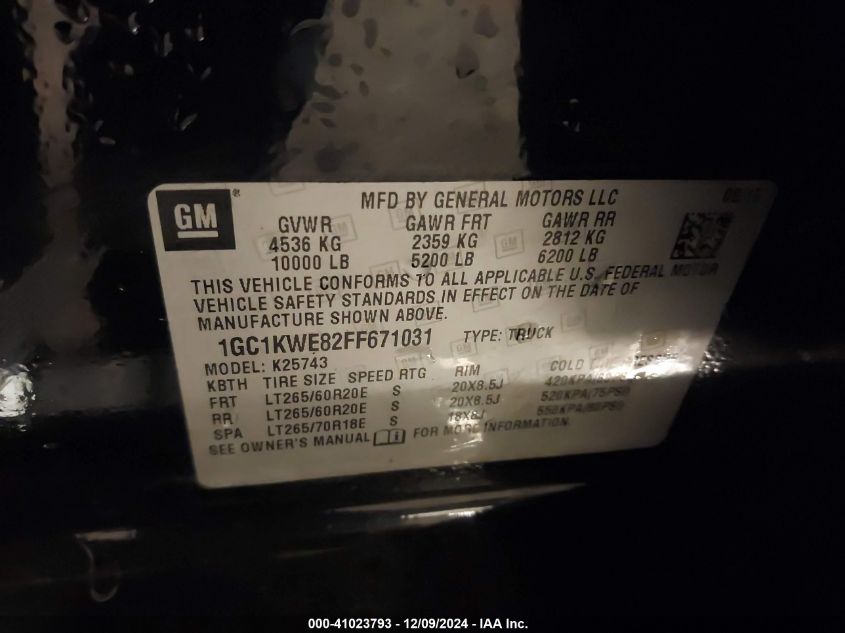 GM
MFD BY GENERAL MOTORS LLC
GVWR GAWR FRT GAWR RR
4536 KG 2359 KG 2812 KG
10000 LB 5200 LB 6200 LB
THIS VEHICLE CONFORMS TO ALL APPLICABLE U.S. FEDERAL MOTOR
VEHICLE SAFETY STANDARDS IN EFFECT ON THE DATE OF
MANUFACTURE SHOWN ABOVE.
1GC1KWE82FF671031 TYPE: TRUCK
MODEL: K25743
KBTH TIRE SIZE SPEED RTG RIM COLD
FRT LT265/60R20E S 20X8.5J
RR LT265/60R20E S 20X8.5J 520KPA/75PSI
SPA LT265/70R18E S 18X8J 550KPA/80PSI
SEE OWNER'S MANUAL FOR MORE INFORMATION.
000-41023793 - 12/09/2024 - IAA Inc.